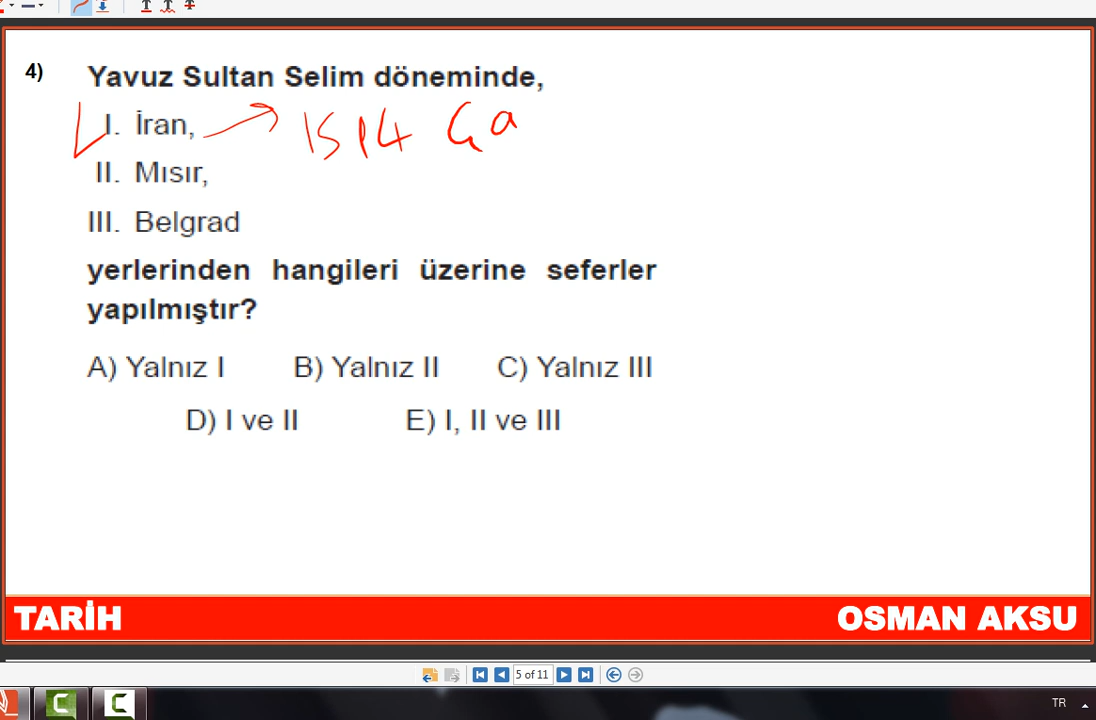 4) Yavuz Sultan Selim döneminde,
I. İran, → 1514 Ça
II. Mısır,
III. Belgrad
yerlerinden hangileri üzerine seferler
yapılmıştır?
A) Yalnız I B) Yalnız II C) Yalnız III
D) I ve II E) I, II ve III
TARİH OSMAN AKSU
5 of 11
TR